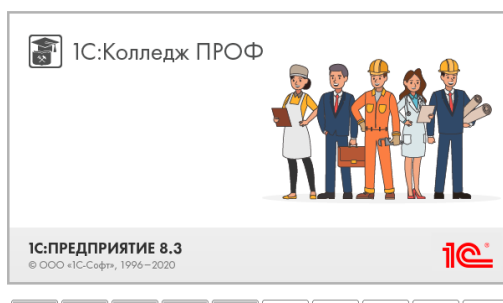 1С:Колледж ПРОФ
1С:ПРЕДПРИЯТИЕ 8.3
© ООО «1С-Софт», 1996–2020
1С